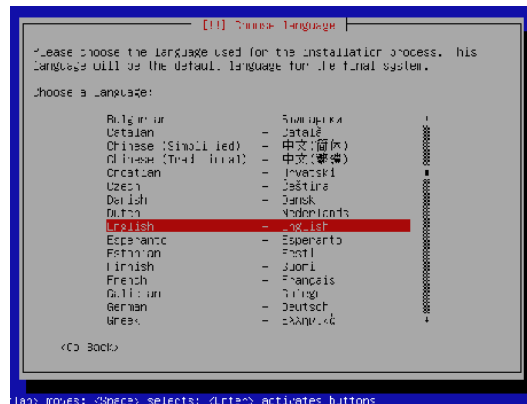 [!!] Choose language
Please choose the language used for the installation process. This
language will be the default language for the final system.
Choose a language:
Bulgarian - Български
Catalan - Català
Chinese (Simplified) - 中文(简体)
Chinese (Traditional) - 中文(繁體)
Croatian - Hrvatski
Czech - Čeština
Danish - Dansk
Dutch - Nederlands
English - English
Esperanto - Esperanto
Estonian - Eesti
Finnish - Suomi
French - Français
Galician - Galego
German - Deutsch
Greek - Ελληνικά
<Go Back>
<Tab> moves; <Space> selects; <Enter> activates buttons